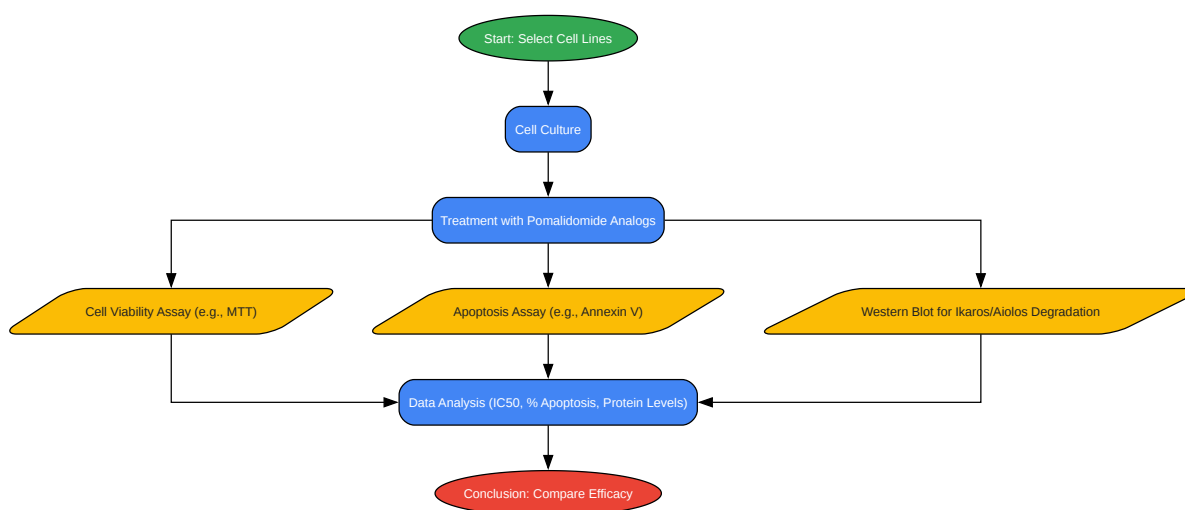 Start: Select Cell Lines
Cell Culture
Treatment with Pomalidomide Analogs
Cell Viability Assay (e.g., MTT)
Apoptosis Assay (e.g., Annexin V)
Western Blot for Ikaros/Aiolos Degradation
Data Analysis (IC50, % Apoptosis, Protein Levels)
Conclusion: Compare Efficacy